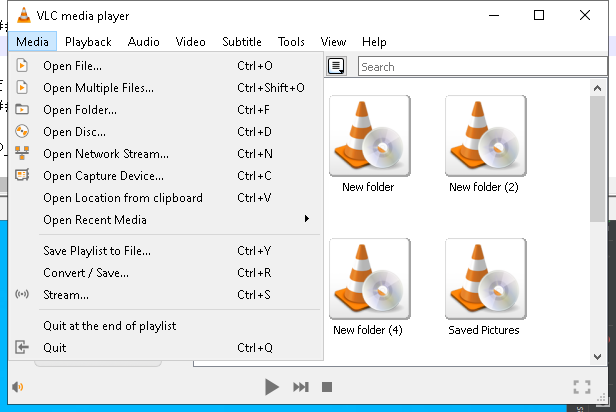 VLC media player
Media Playback Audio Video Subtitle Tools View Help
Open File... Ctrl+O
Open Multiple Files... Ctrl+Shift+O
Open Folder... Ctrl+F
Open Disc... Ctrl+D
Open Network Stream... Ctrl+N
Open Capture Device... Ctrl+C
Open Location from clipboard Ctrl+V
Open Recent Media
Save Playlist to File... Ctrl+Y
Convert / Save... Ctrl+R
Stream... Ctrl+S
Quit at the end of playlist
Quit Ctrl+Q
Search
New folder New folder (2)
New folder (4) Saved Pictures